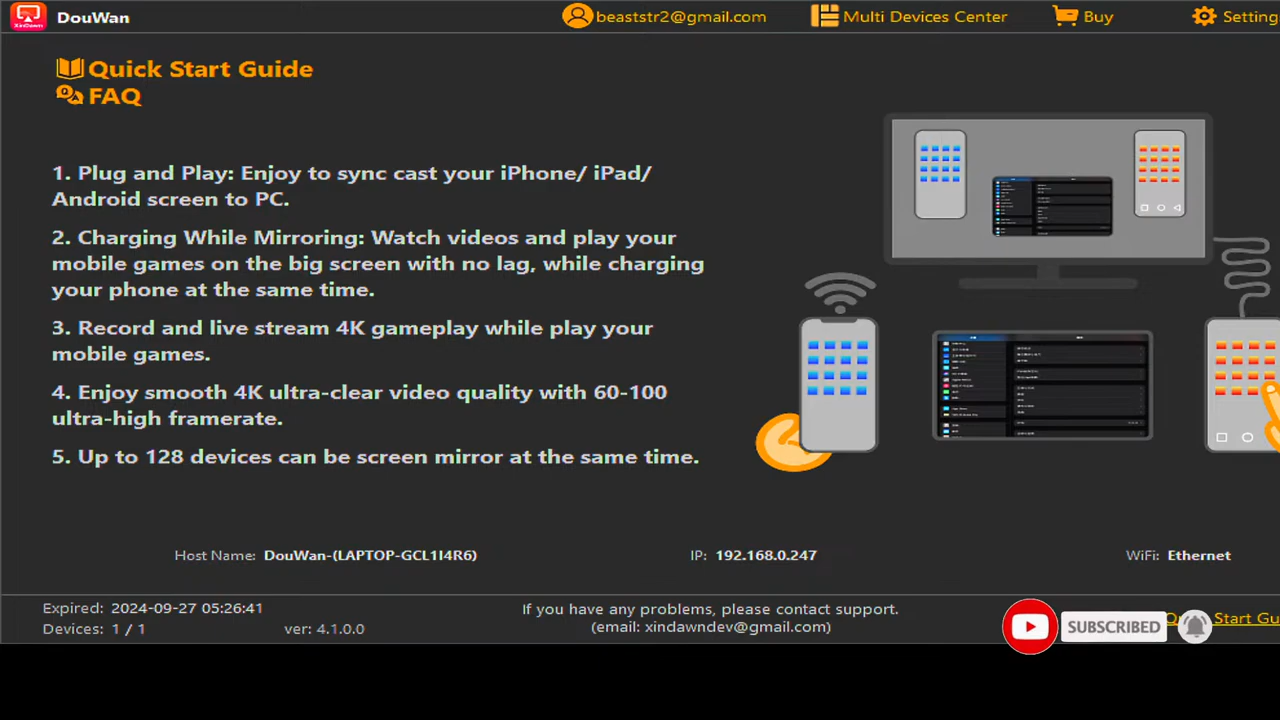 XinDawn
DouWan
beaststr2@gmail.com
Multi Devices Center
Buy
Setting
Quick Start Guide
FAQ
1. Plug and Play: Enjoy to sync cast your iPhone/ iPad/
Android screen to PC.
2. Charging While Mirroring: Watch videos and play your
mobile games on the big screen with no lag, while charging
your phone at the same time.
3. Record and live stream 4K gameplay while play your
mobile games.
4. Enjoy smooth 4K ultra-clear video quality with 60-100
ultra-high framerate.
5. Up to 128 devices can be screen mirror at the same time.
Host Name: DouWan-(LAPTOP-GCL1I4R6)
IP: 192.168.0.247
WiFi: Ethernet
Expired: 2024-09-27 05:26:41
Devices: 1 / 1
ver: 4.1.0.0
If you have any problems, please contact support.
(email: xindawndev@gmail.com)
SUBSCRIBED
Start Gu